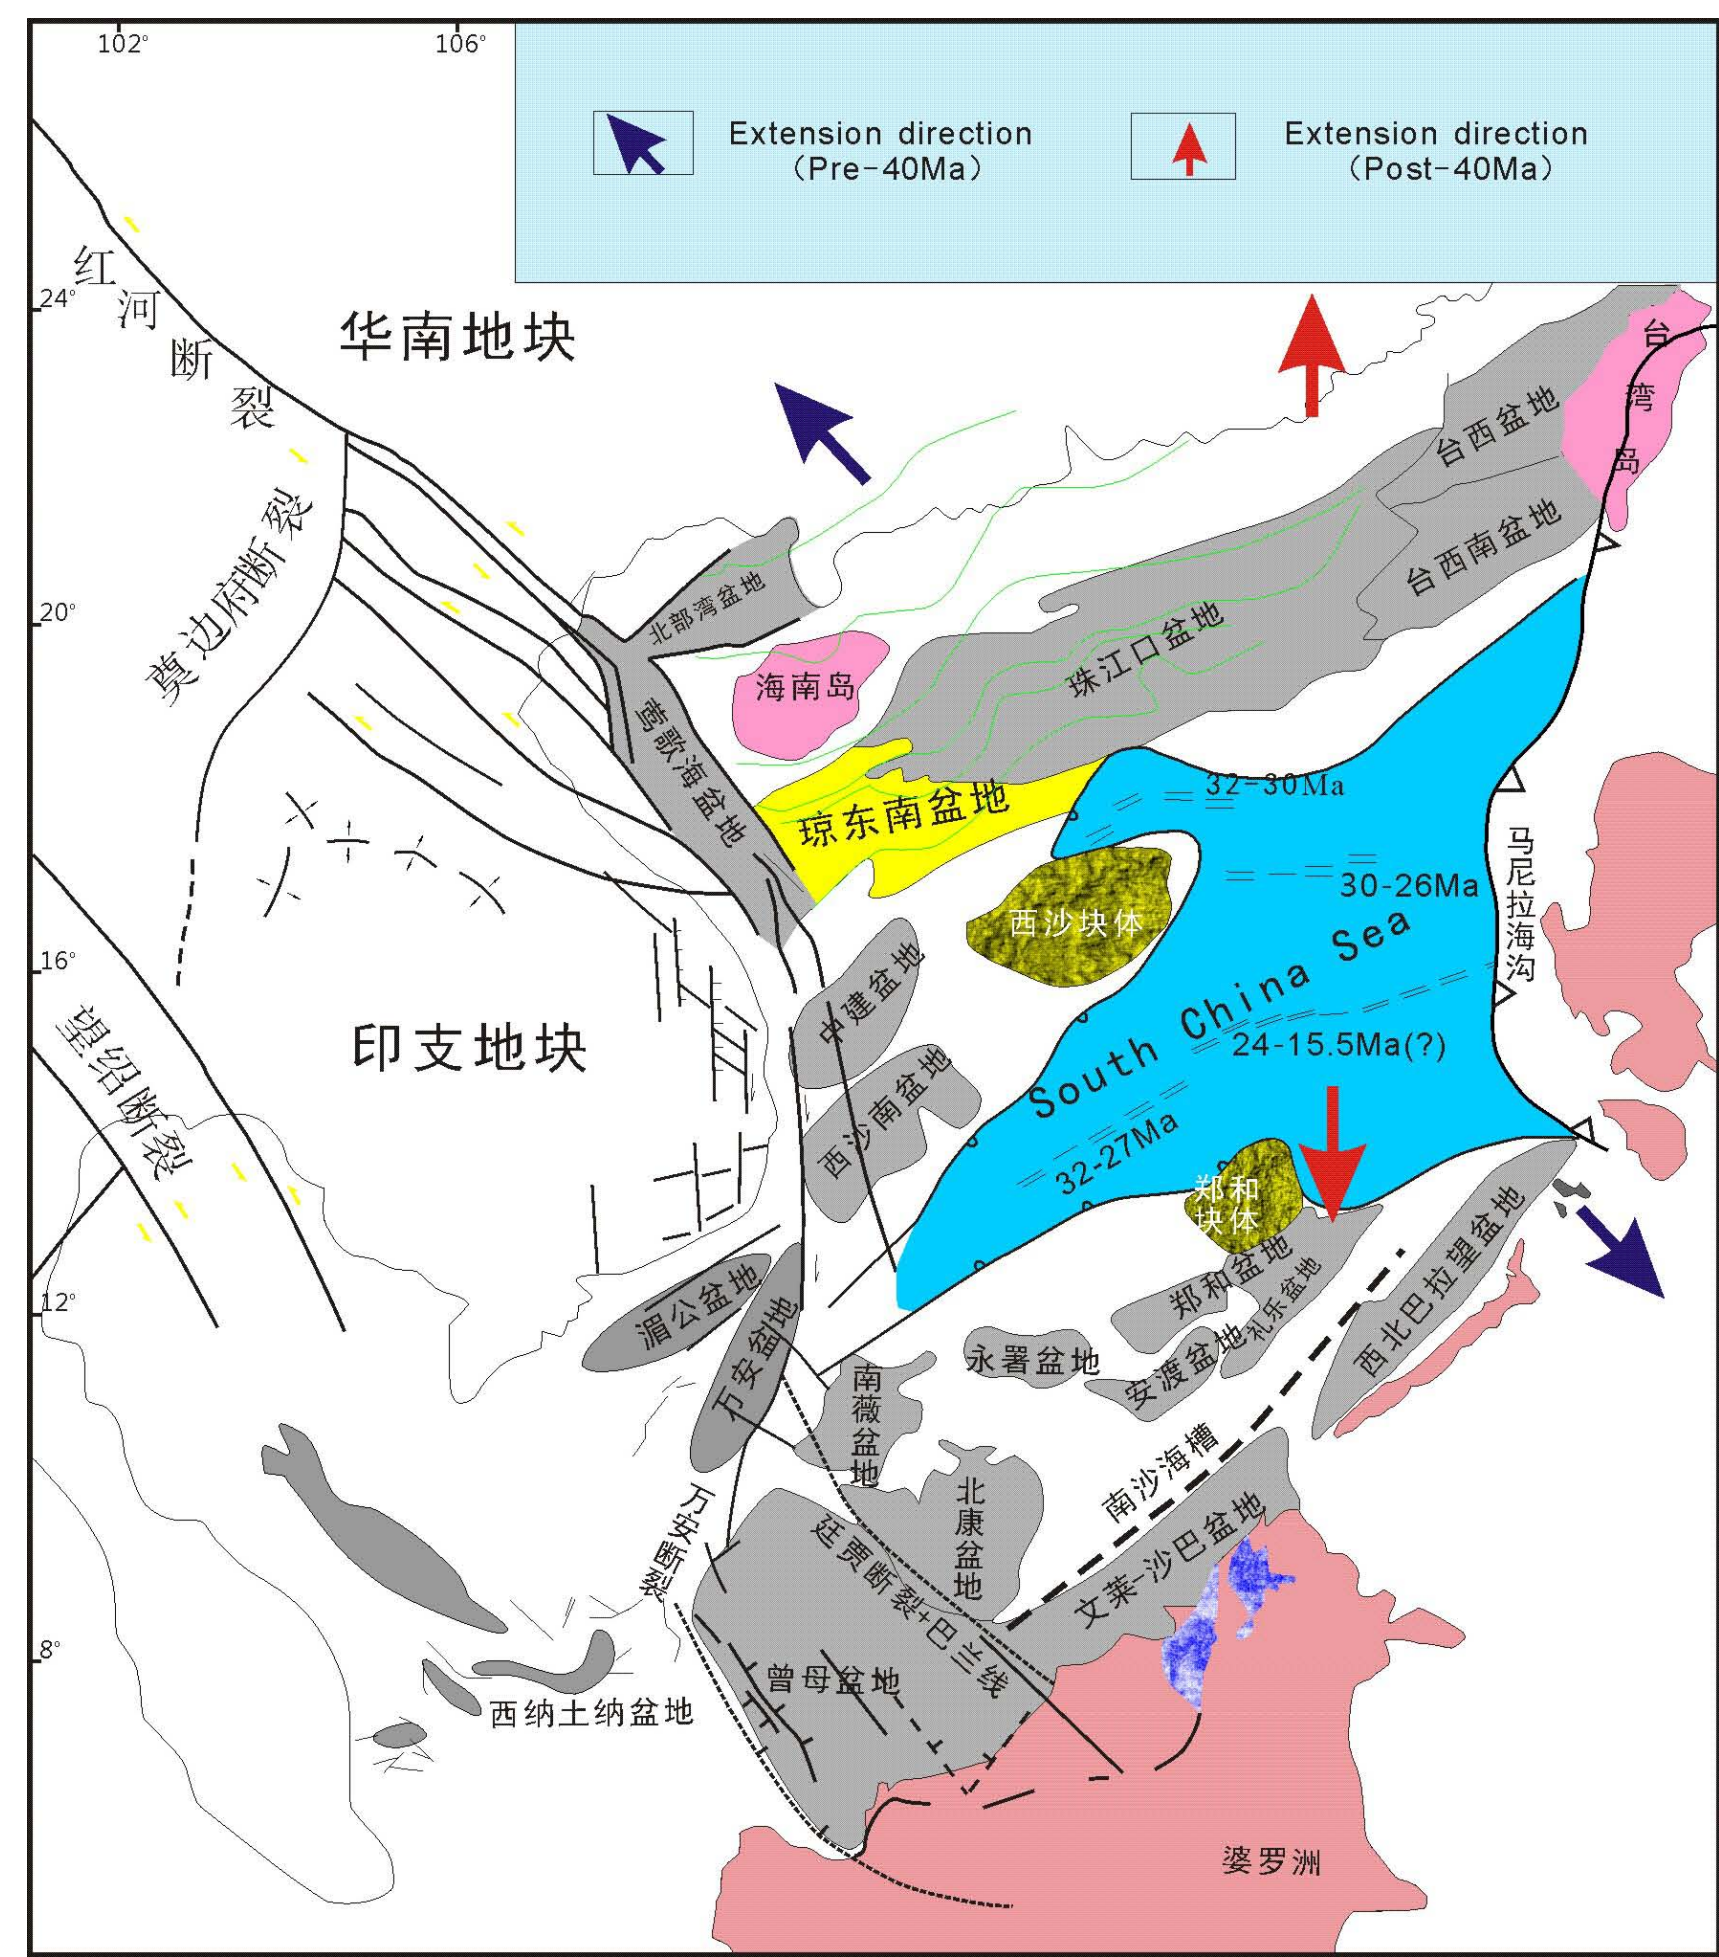 102°
106°
Extension direction
(Pre-40Ma)
Extension direction
(Post-40Ma)
24°
20°
16°
12°
8°
红河断裂
华南地块
奠边府断裂
台湾岛
台西盆地
台西南盆地
北部湾盆地
海南岛
珠江口盆地
莺歌海盆地
琼东南盆地
32-30Ma
30-26Ma
西沙块体
马尼拉海沟
South China Sea
24-15.5Ma(?)
32-27Ma
中建盆地
西沙南盆地
印支地块
望绍断裂
郑和
块体
郑和盆地
礼乐盆地
西北巴拉望盆地
湄公盆地
万安盆地
南薇盆地
永署盆地
安渡盆地
南沙海槽
北康盆地
万安断裂
廷贾断裂+巴兰线
文莱-沙巴盆地
曾母盆地
西纳土纳盆地
婆罗洲